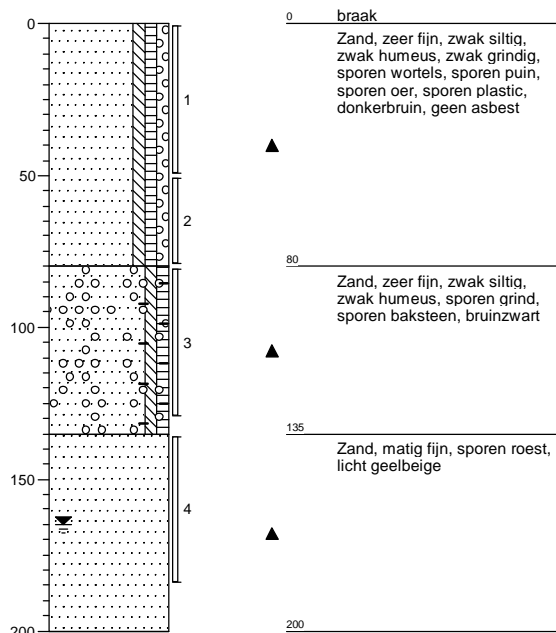 0
50
100
150
200
1
2
3
4
0
braak
Zand, zeer fijn, zwak siltig,
zwak humeus, zwak grindig,
sporen wortels, sporen puin,
sporen oer, sporen plastic,
donkerbruin, geen asbest
80
Zand, zeer fijn, zwak siltig,
zwak humeus, sporen grind,
sporen baksteen, bruinzwart
135
Zand, matig fijn, sporen roest,
licht geelbeige
200